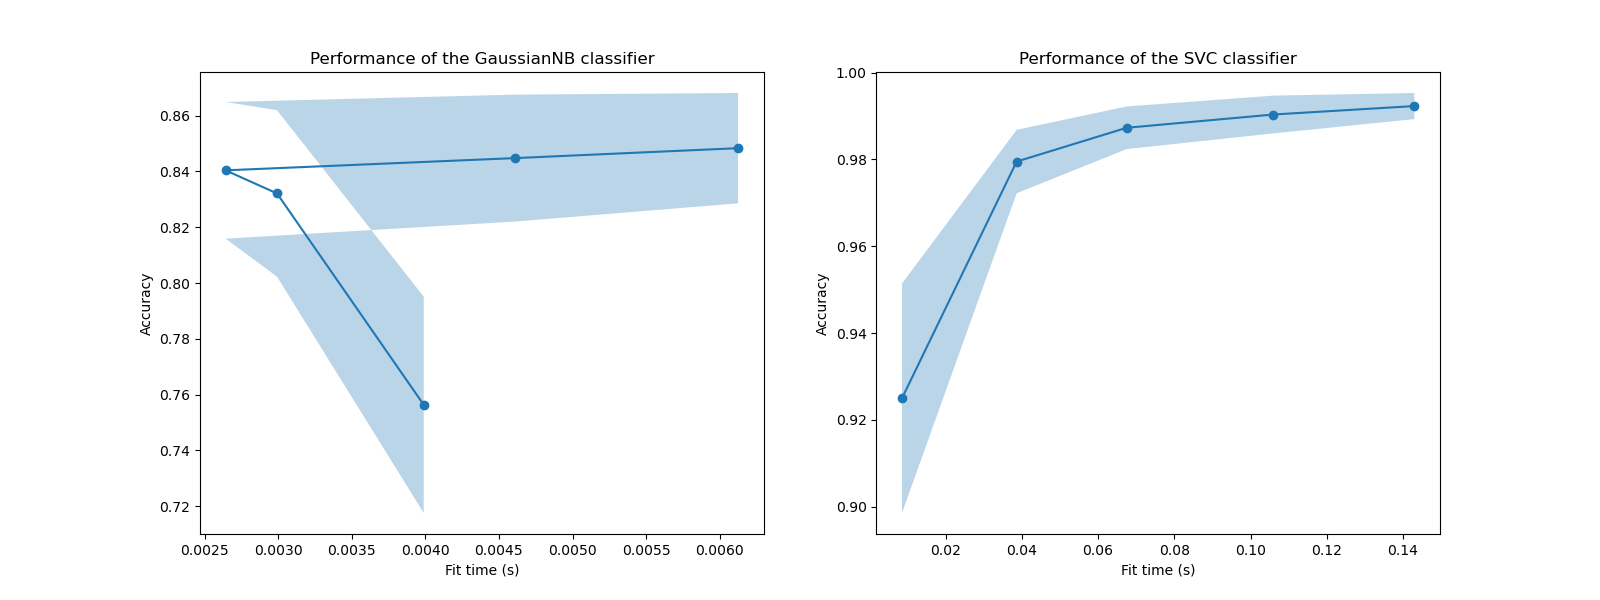 Performance of the GaussianNB classifier
Accuracy
0.86
0.84
0.82
0.80
0.78
0.76
0.74
0.72
0.0025 0.0030 0.0035 0.0040 0.0045 0.0050 0.0055 0.0060
Fit time (s)
Performance of the SVC classifier
Accuracy
1.00
0.98
0.96
0.94
0.92
0.90
0.02 0.04 0.06 0.08 0.10 0.12 0.14
Fit time (s)